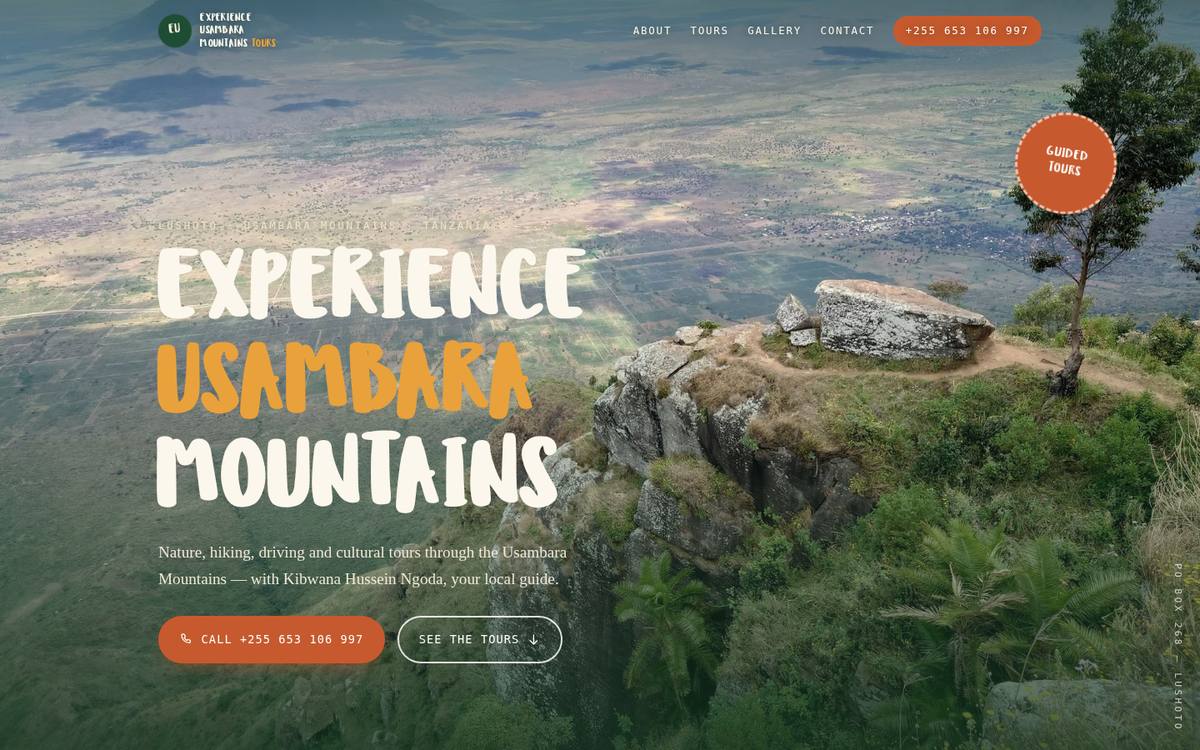 EU
EXPERIENCE
USAMBARA
MOUNTAINS TOURS
ABOUT TOURS GALLERY CONTACT +255 653 106 997
GUIDED
TOURS
LUSHOTO USAMBARA MOUNTAINS TANZANIA
EXPERIENCE
USAMBARA
MOUNTAINS
Nature, hiking, driving and cultural tours through the Usambara
Mountains — with Kibwana Hussein Ngoda, your local guide.
CALL +255 653 106 997
SEE THE TOURS ↓
PO BOX 268 — LUSHOTO